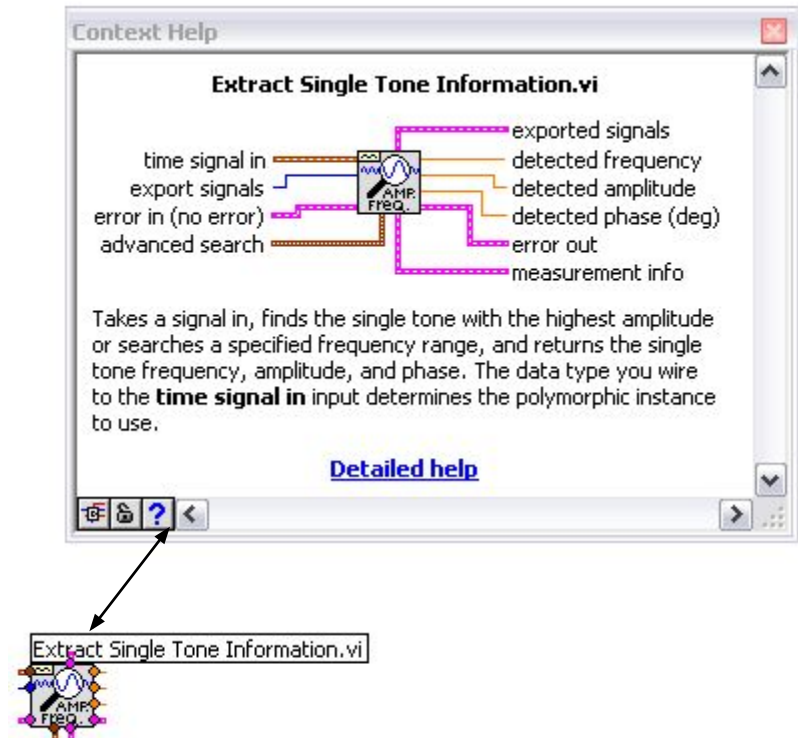 Context Help
Extract Single Tone Information.vi
exported signals
time signal in
detected frequency
export signals
detected amplitude
error in (no error)
detected phase (deg)
advanced search
error out
measurement info
AMP.
FREQ.
Takes a signal in, finds the single tone with the highest amplitude
or searches a specified frequency range, and returns the single
tone frequency, amplitude, and phase. The data type you wire
to the time signal in input determines the polymorphic instance
to use.
Detailed help
?
Extract Single Tone Information.vi
AMP.
FREQ.